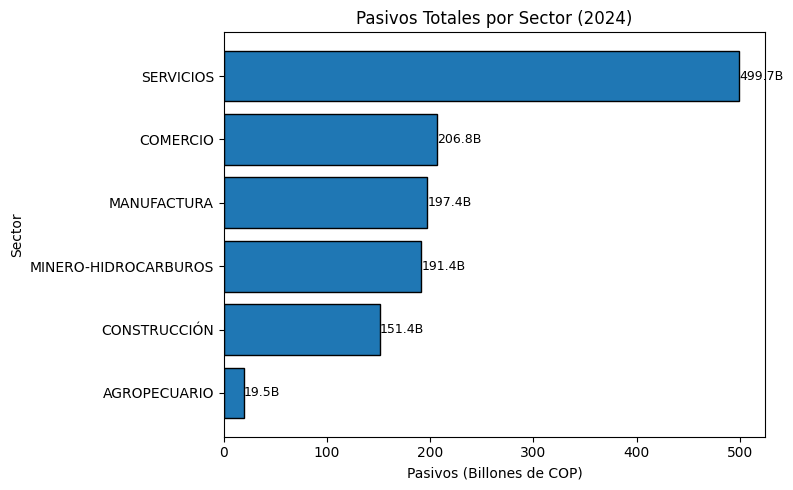 Pasivos Totales por Sector (2024)
Sector
SERVICIOS
499.7B
COMERCIO
206.8B
MANUFACTURA
197.4B
MINERO-HIDROCARBUROS
191.4B
CONSTRUCCIÓN
151.4B
AGROPECUARIO
19.5B
0 100 200 300 400 500
Pasivos (Billones de COP)